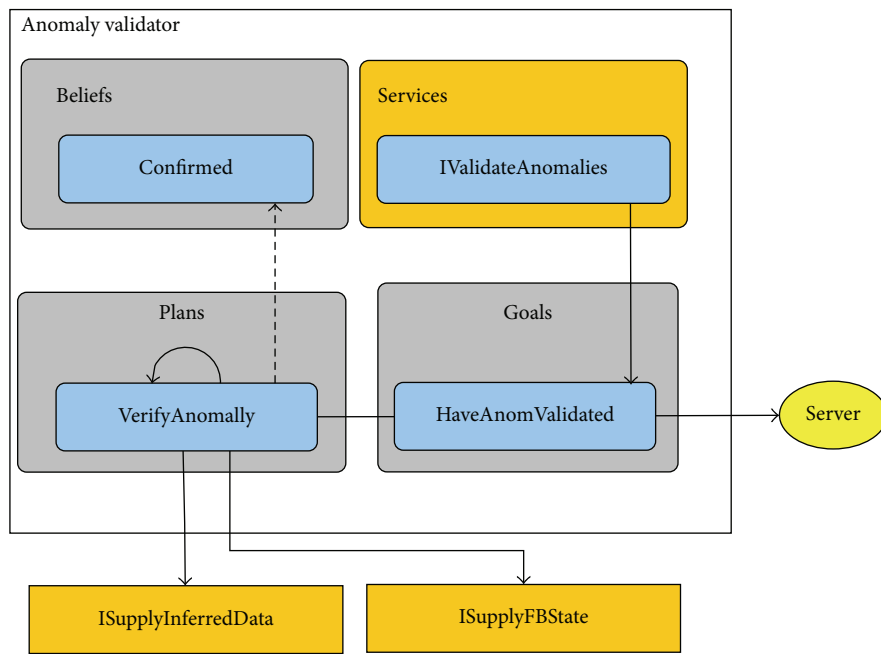 Anomaly validator
Beliefs
Services
Confirmed
IValidateAnomalies
Plans
Goals
VerifyAnomally
HaveAnomValidated
Server
ISupplyInferredData
ISupplyFBState